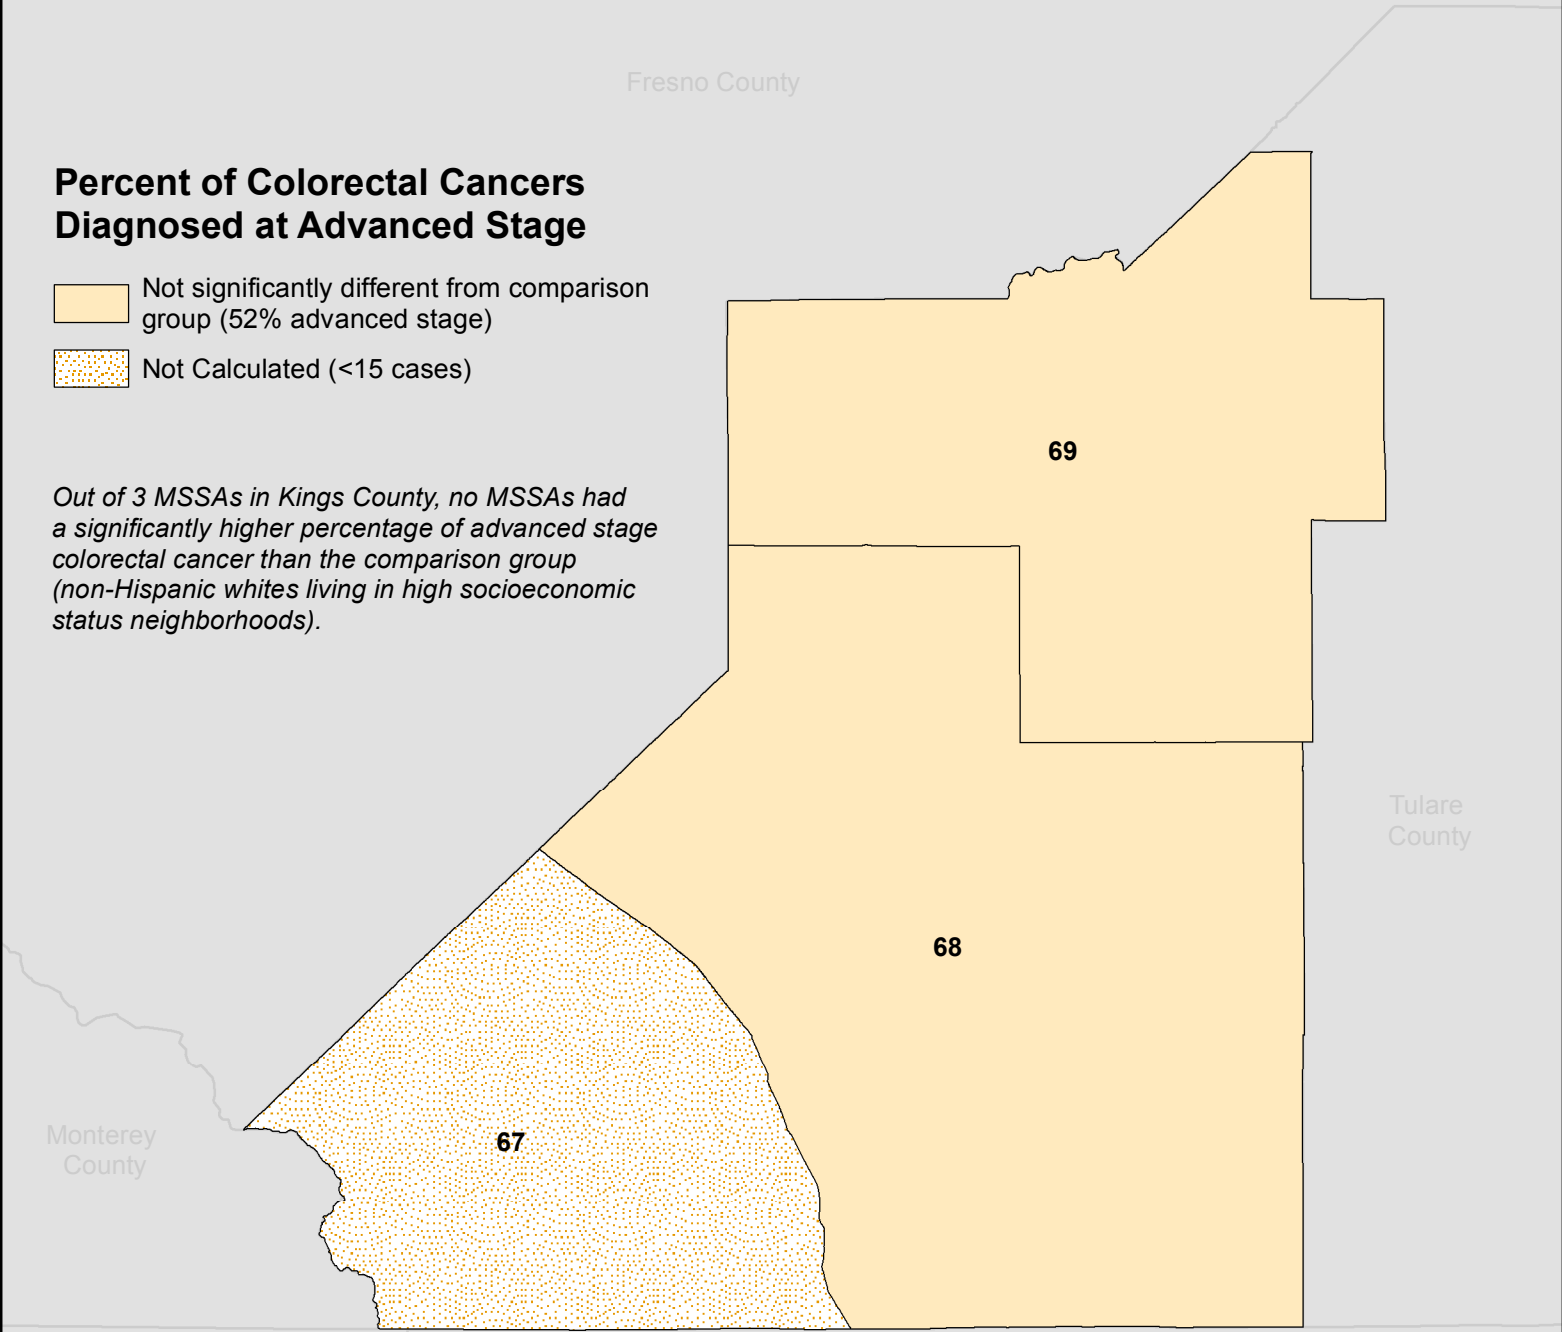 Fresno County
Percent of Colorectal Cancers
Diagnosed at Advanced Stage
Not significantly different from comparison
group (52% advanced stage)
Not Calculated (<15 cases)
Out of 3 MSSAs in Kings County, no MSSAs had
a significantly higher percentage of advanced stage
colorectal cancer than the comparison group
(non-Hispanic whites living in high socioeconomic
status neighborhoods).
69
Tulare
County
68
67
Monterey
County